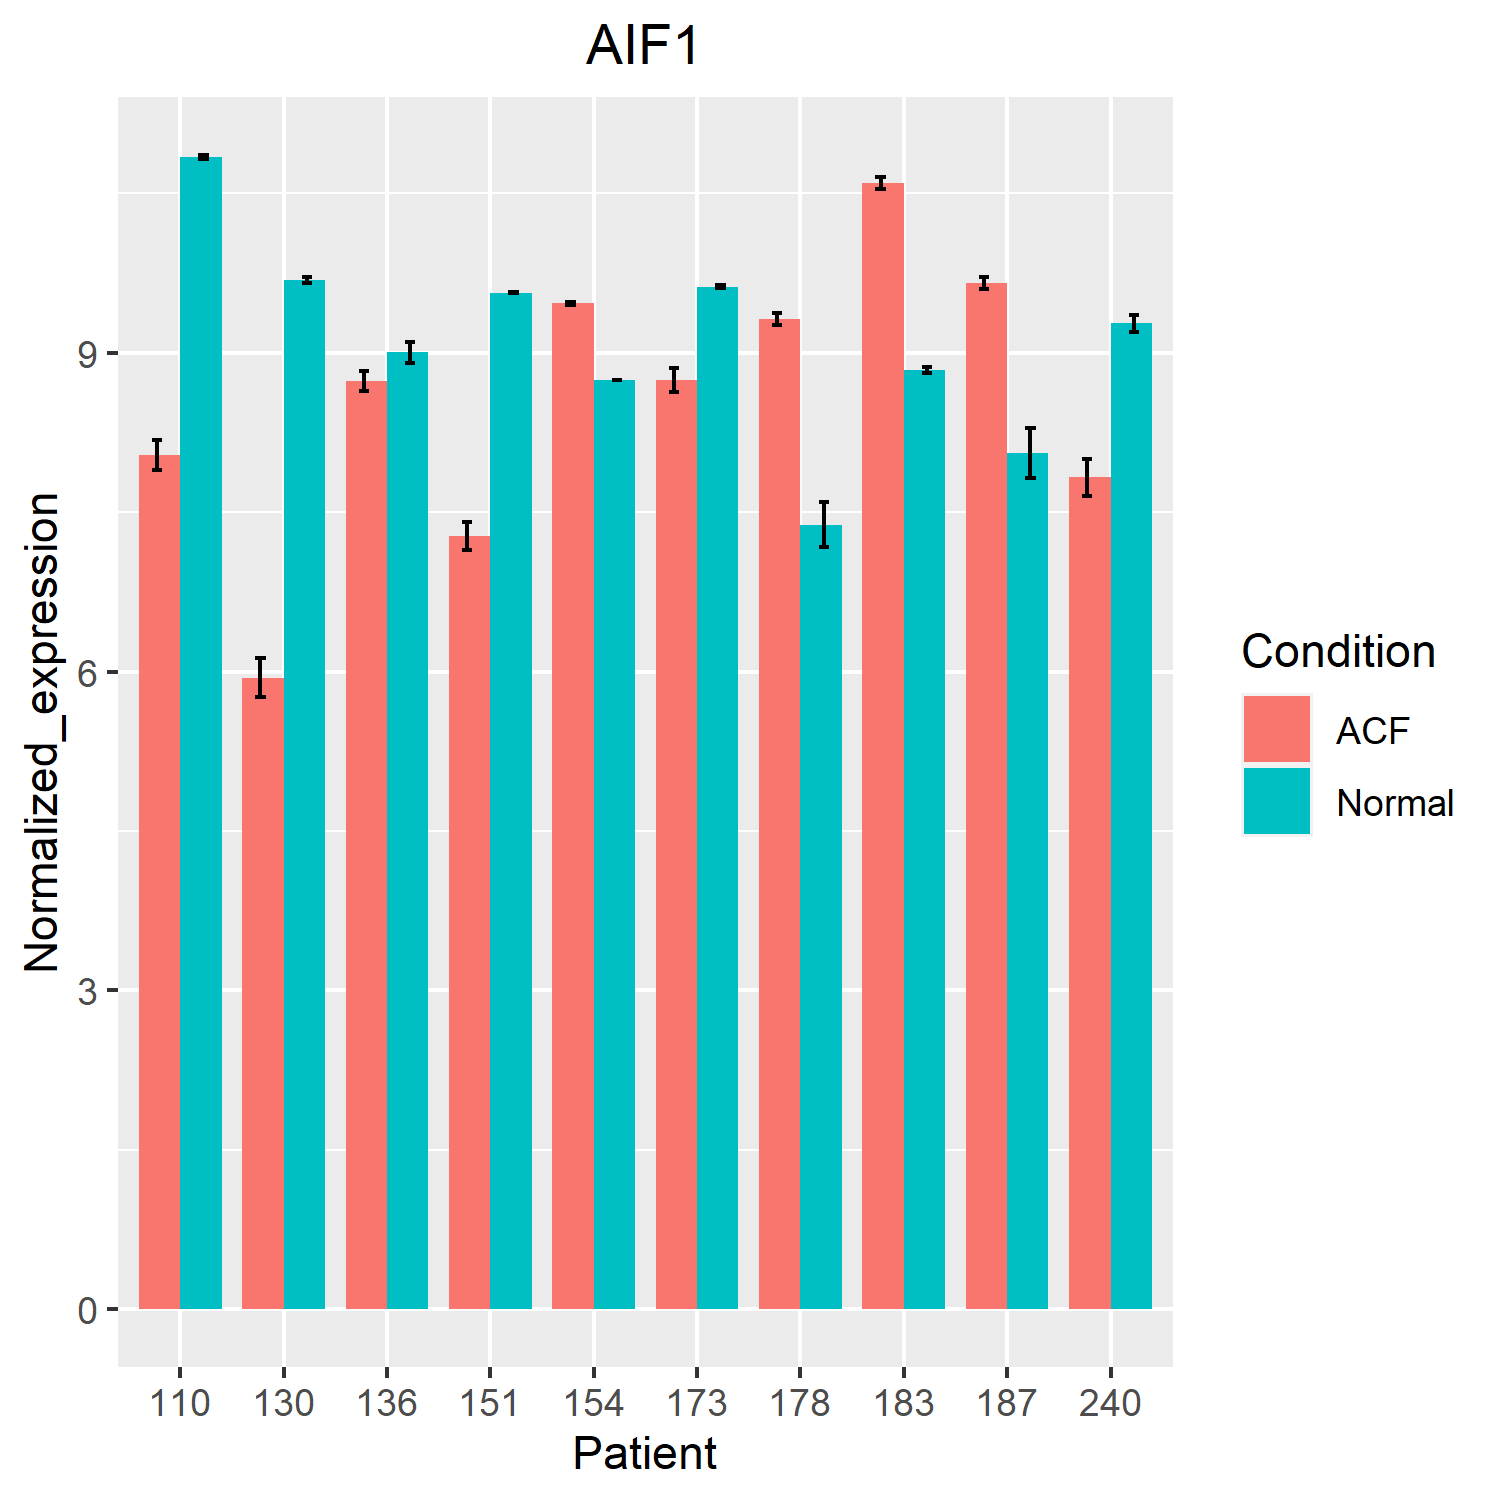 AIF1
Normalized_expression
9
6
3
0
110 130 136 151 154 173 178 183 187 240
Patient
Condition
ACF
Normal